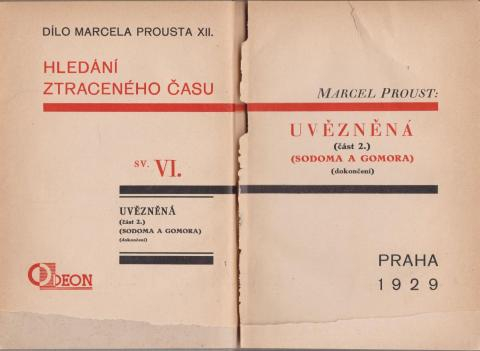 DÍLO MARCELA PROUSTA XII.
HLEDÁNÍ
ZTRACENÉHO ČASU
SV. VI.
UVĚZNĚNÁ
(část 2.)
(SODOMA A GOMORA)
(dokončení)
ODEON
MARCEL PROUST:
UVĚZNĚNÁ
(část 2.)
(SODOMA A GOMORA)
(dokončení)
PRAHA
1929